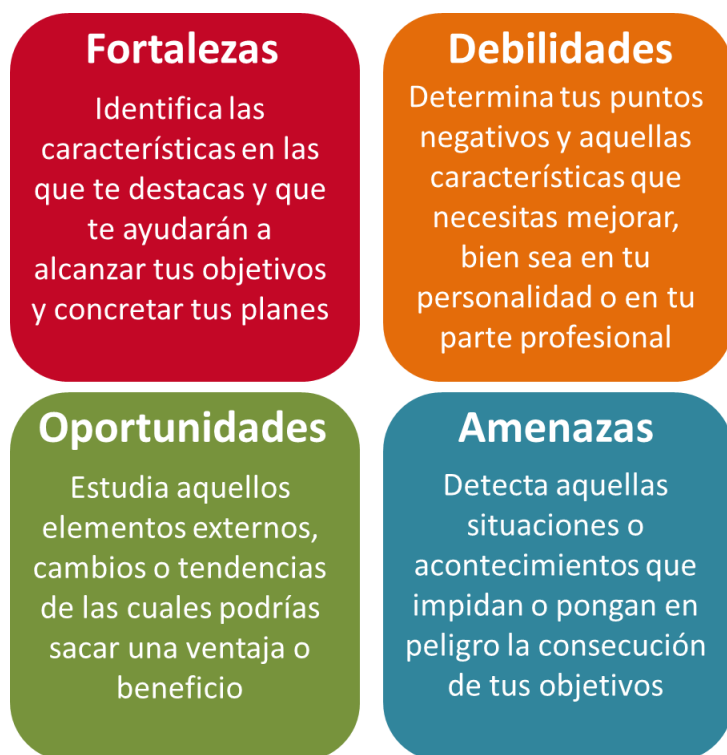 Fortalezas
Identifica las
características en las
que te destacas y que
te ayudarán a
alcanzar tus objetivos
y concretar tus planes
Debilidades
Determina tus puntos
negativos y aquellas
características que
necesitas mejorar,
bien sea en tu
personalidad o en tu
parte profesional
Oportunidades
Estudia aquellos
elementos externos,
cambios o tendencias
de las cuales podrías
sacar una ventaja o
beneficio
Amenazas
Detecta aquellas
situaciones o
acontecimientos que
impidan o pongan en
peligro la consecución
de tus objetivos